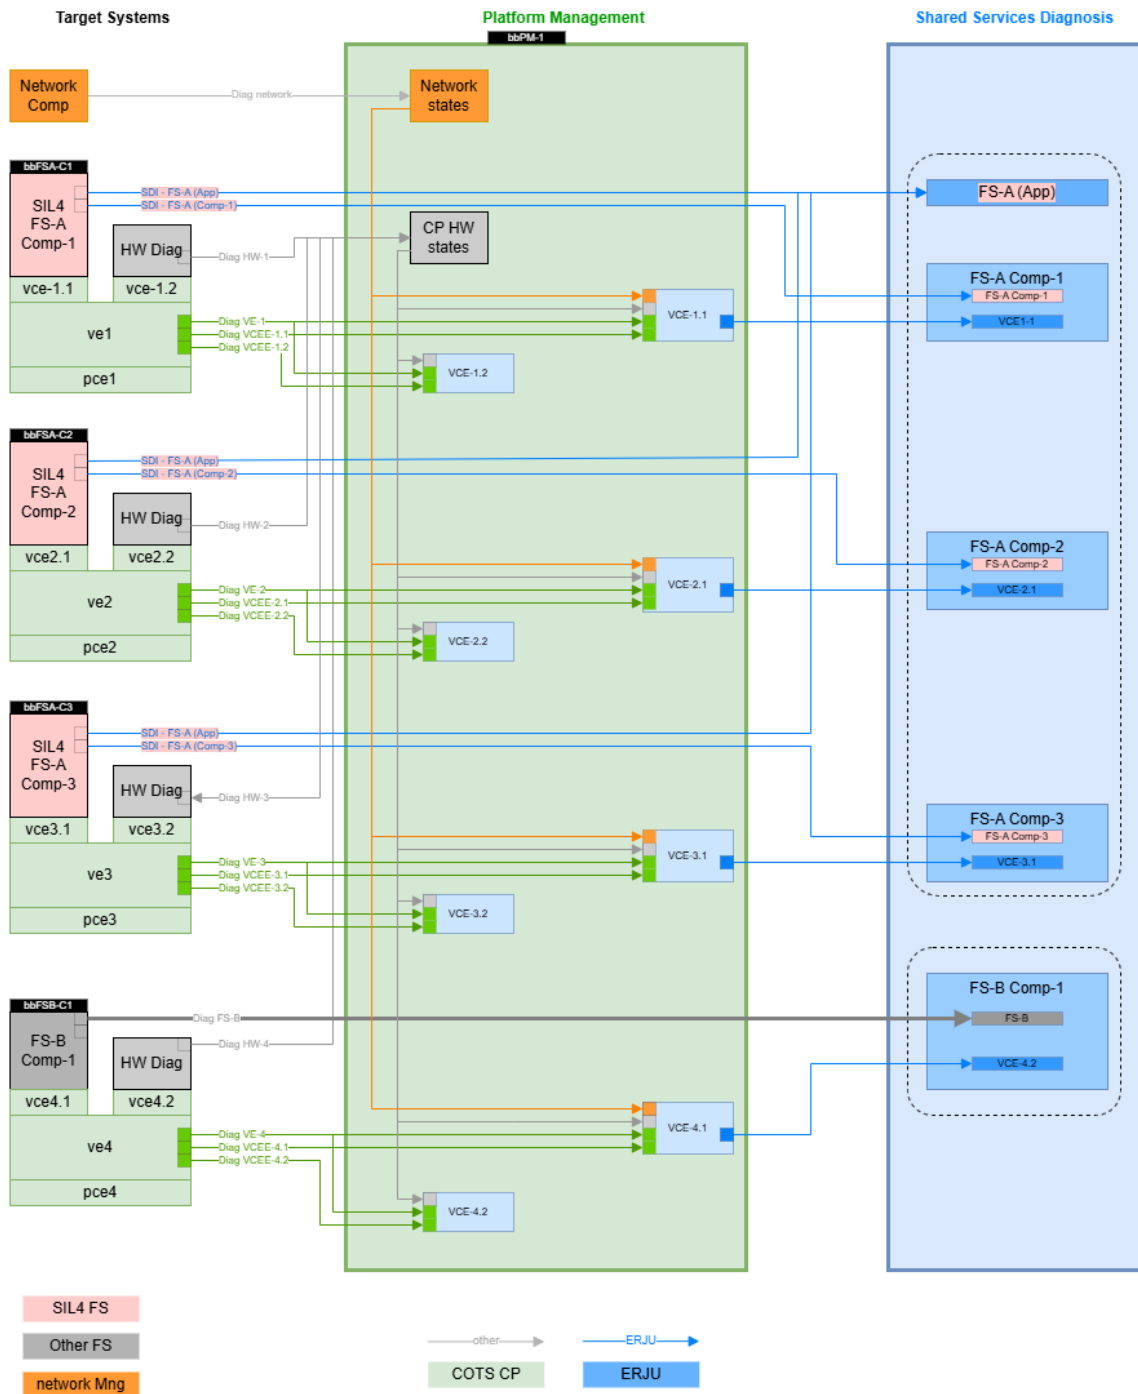 Target Systems
Platform Management
Shared Services Diagnosis
bbPM-1
Network
Comp
Diag network
Network
states
bbFSA-C1
SIL4
FS-A
Comp-1
SDI - FS-A (App)
SDI - FS-A (Comp-1)
FS-A (App)
HW Diag
Diag HW-1
CP HW
states
vce-1.1
vce-1.2
FS-A Comp-1
FS-A Comp-1
VCE1-1
ve1
Diag VE-1
Diag VCEE-1.1
Diag VCEE-1.2
VCE-1.1
VCE-1.2
pce1
bbFSA-C2
SIL4
FS-A
Comp-2
SDI - FS-A (App)
SDI - FS-A (Comp-2)
HW Diag
Diag HW-2
vce2.1
vce2.2
FS-A Comp-2
FS-A Comp-2
VCE-2.1
ve2
Diag VE-2
Diag VCEE-2.1
Diag VCEE-2.2
VCE-2.1
VCE-2.2
pce2
bbFSA-C3
SIL4
FS-A
Comp-3
SDI - FS-A (App)
SDI - FS-A (Comp-3)
HW Diag
Diag HW-3
vce3.1
vce3.2
FS-A Comp-3
FS-A Comp-3
VCE-3.1
ve3
Diag VE-3
Diag VCEE-3.1
Diag VCEE-3.2
VCE-3.1
VCE-3.2
pce3
bbFSB-C1
FS-B
Comp-1
Diag FS-B
FS-B Comp-1
FS-B
VCE-4.2
HW Diag
Diag HW-4
vce4.1
vce4.2
ve4
Diag VE-4
Diag VCEE-4.1
Diag VCEE-4.2
VCE-4.1
VCE-4.2
pce4
SIL4 FS
Other FS
network Mng
other
COTS CP
ERJU
ERJU